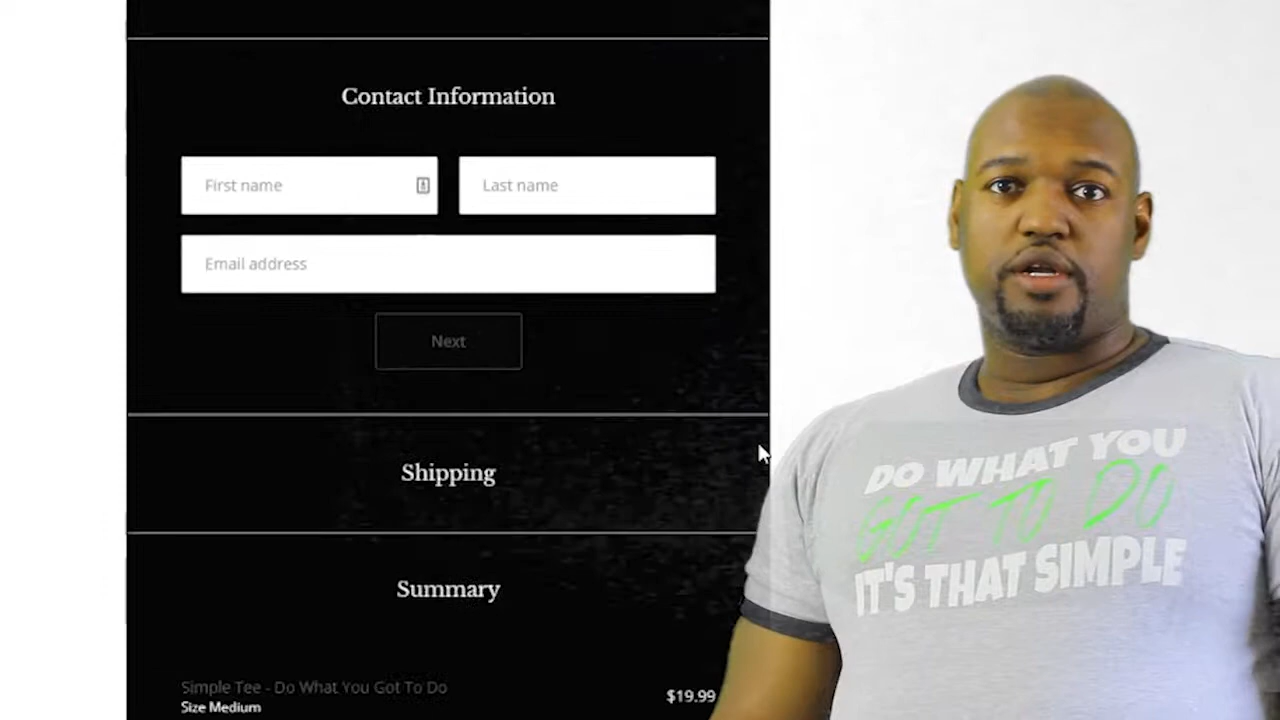 Contact Information
First name
Last name
Email address
Next
Shipping
Summary
Simple Tee - Do What You Got To Do
$19.99
Size Medium
DO WHAT YOU
GOT TO DO
IT'S THAT SIMPLE